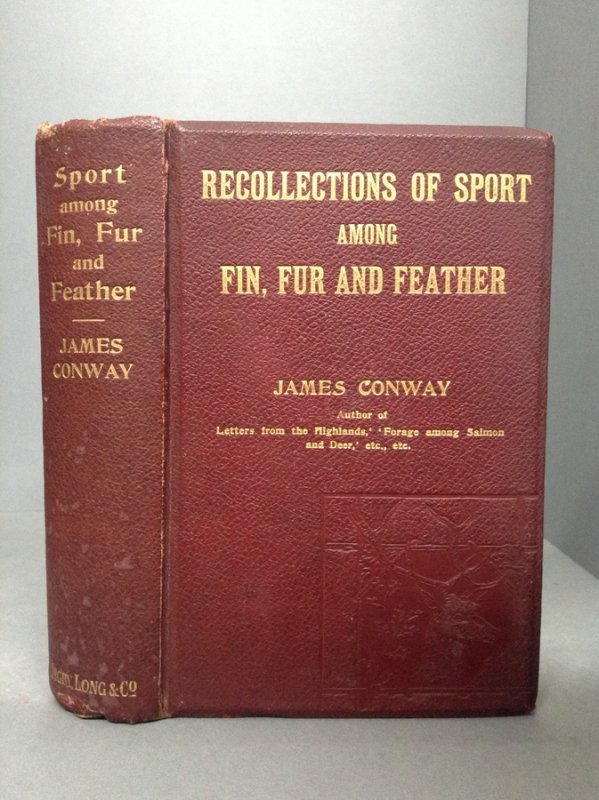 Sport
among
Fin, Fur
and
Feather
JAMES
CONWAY
LONG & Cº
RECOLLECTIONS OF SPORT
AMONG
FIN, FUR AND FEATHER
JAMES CONWAY
Author of
Letters from the Highlands,' 'Forage among Salmon
and Deer,' etc., etc.